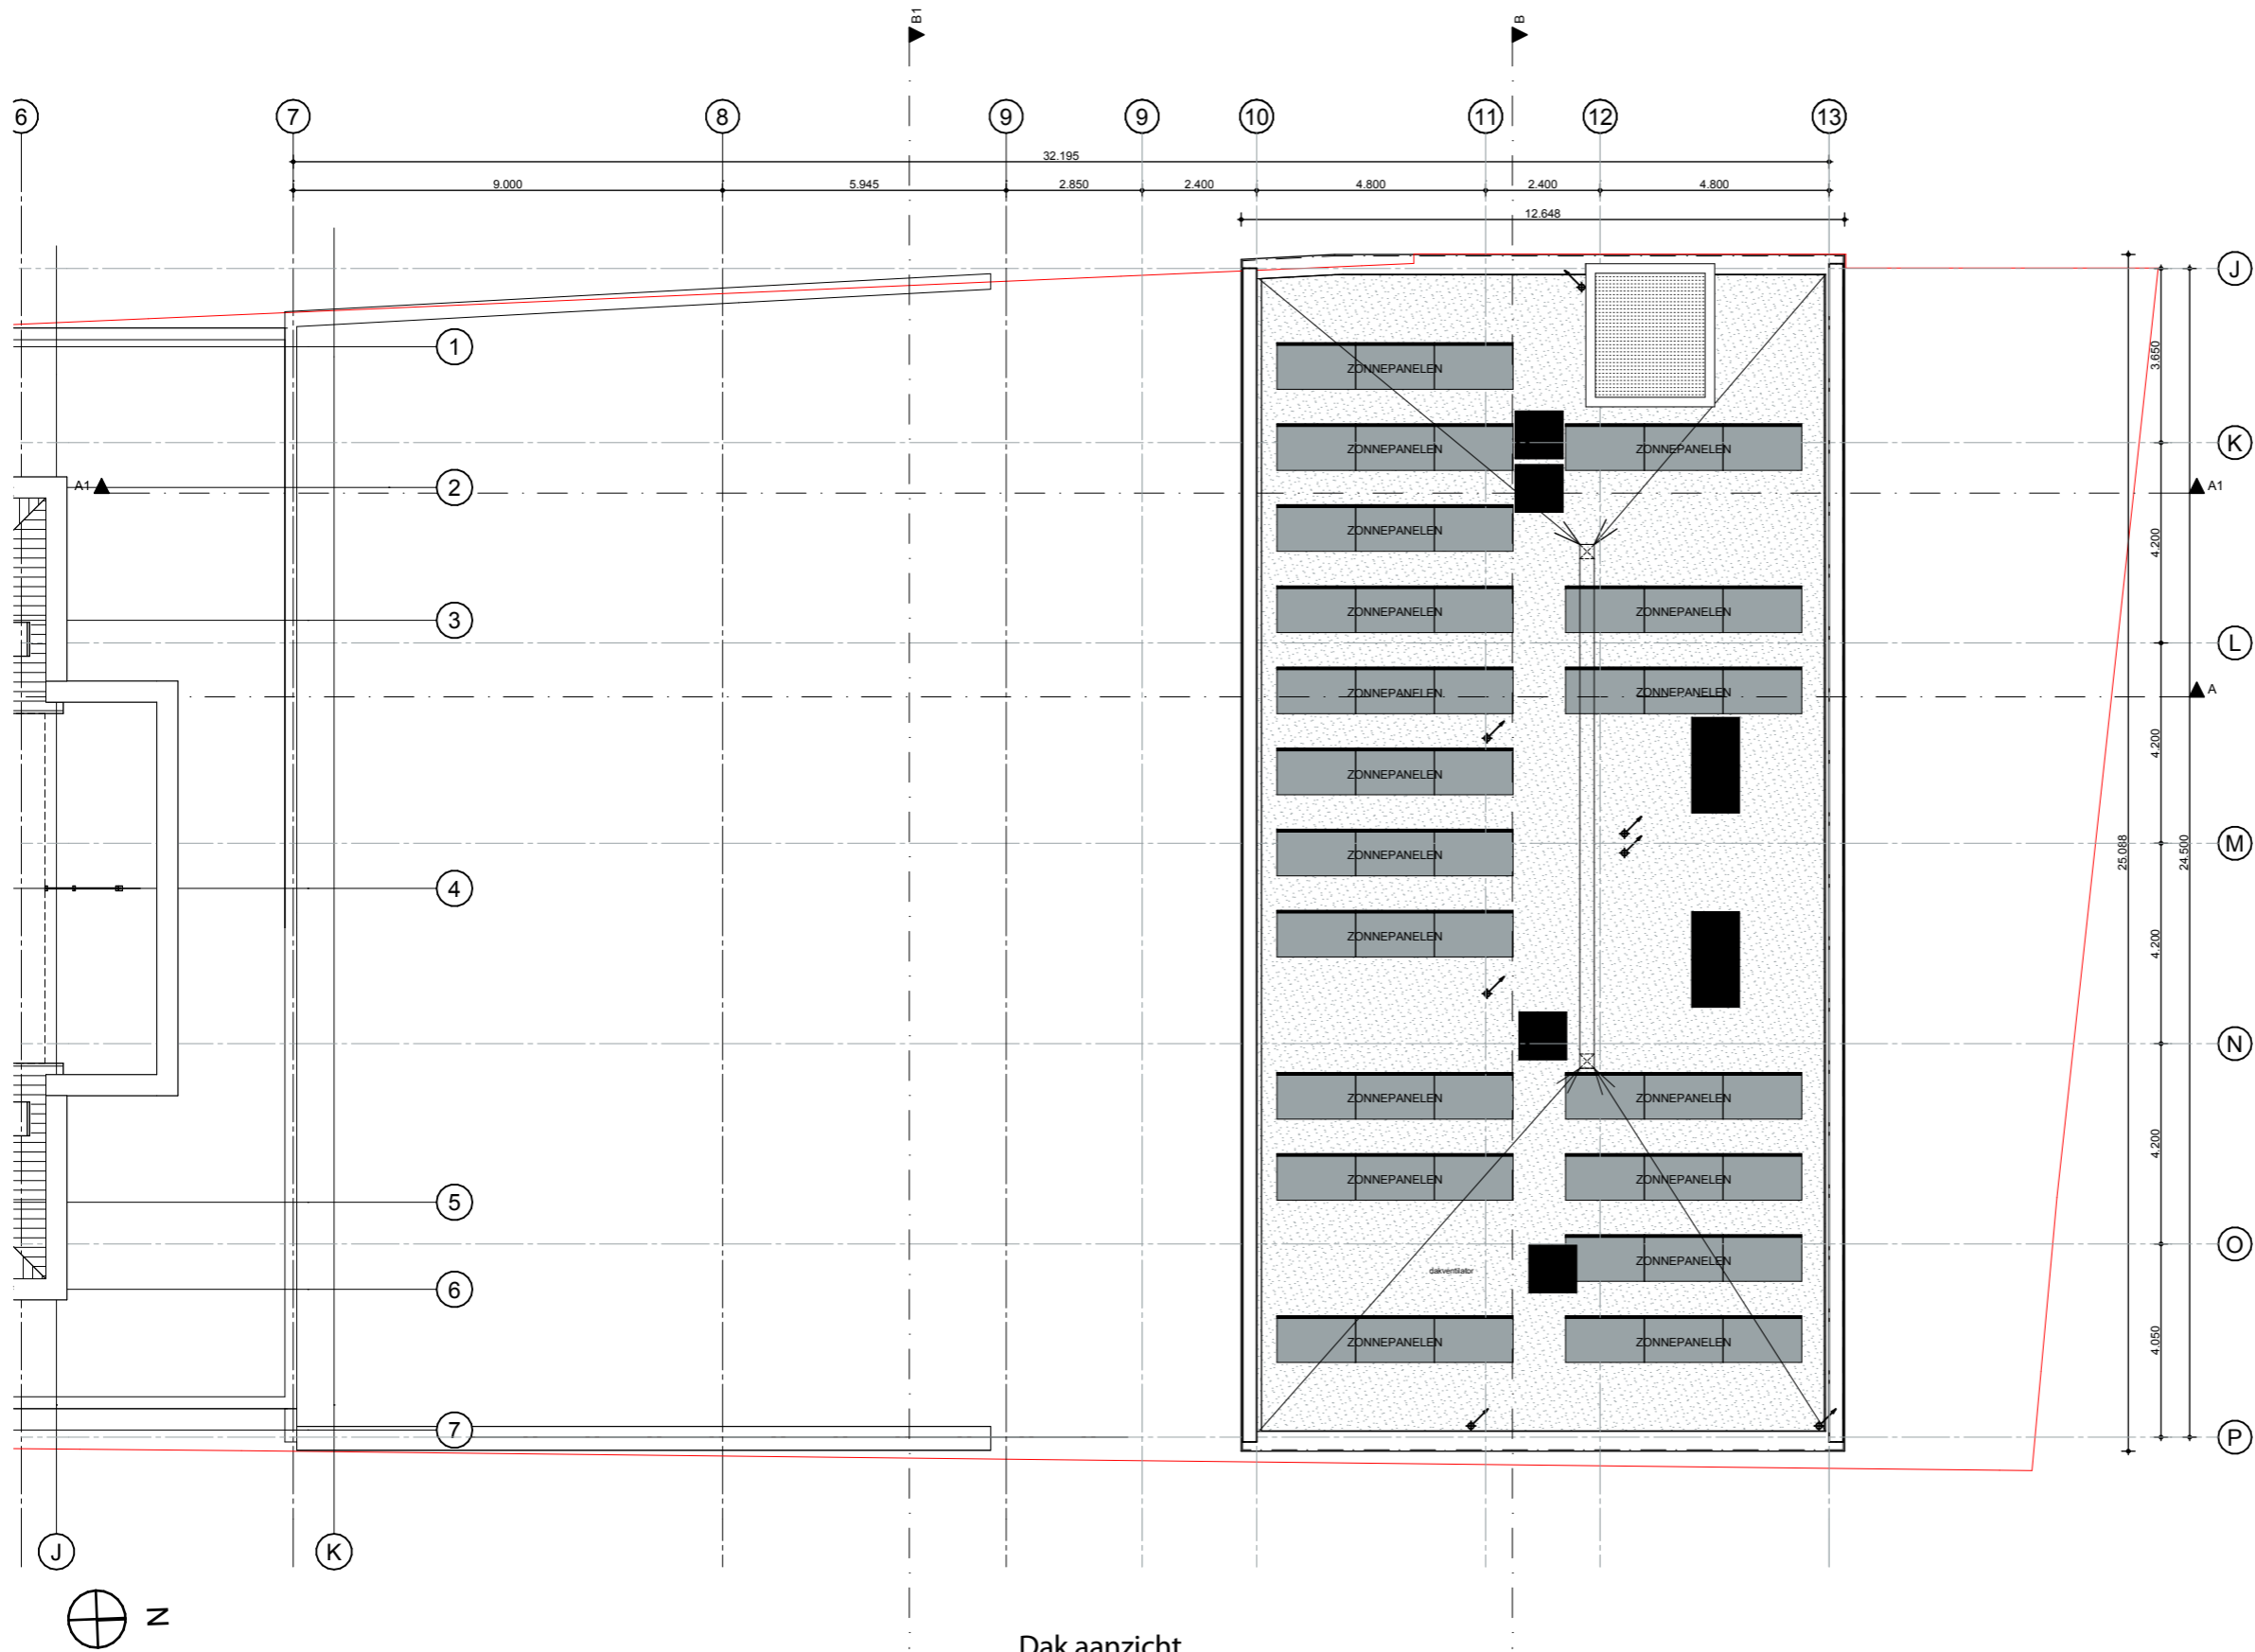 B1
B
6
7
8
9
9
10
11
12
13
32.195
9.000
5.945
2.850
2.400
4.800
2.400
4.800
12.648
J
1
3.650
ZONNEPANELEN
K
ZONNEPANELEN
ZONNEPANELEN
A1
2
A1
ZONNEPANELEN
4.200
3
ZONNEPANELEN
ZONNEPANELEN
L
ZONNEPANELEN
ZONNEPANELEN
A
4.200
ZONNEPANELEN
M
25.088
24.500
ZONNEPANELEN
4
ZONNEPANELEN
4.200
N
ZONNEPANELEN
ZONNEPANELEN
4.200
ZONNEPANELEN
ZONNEPANELEN
5
O
ZONNEPANELEN
dakventilator
6
ZONNEPANELEN
ZONNEPANELEN
4.050
7
P
J
K
N
Dak aanzicht